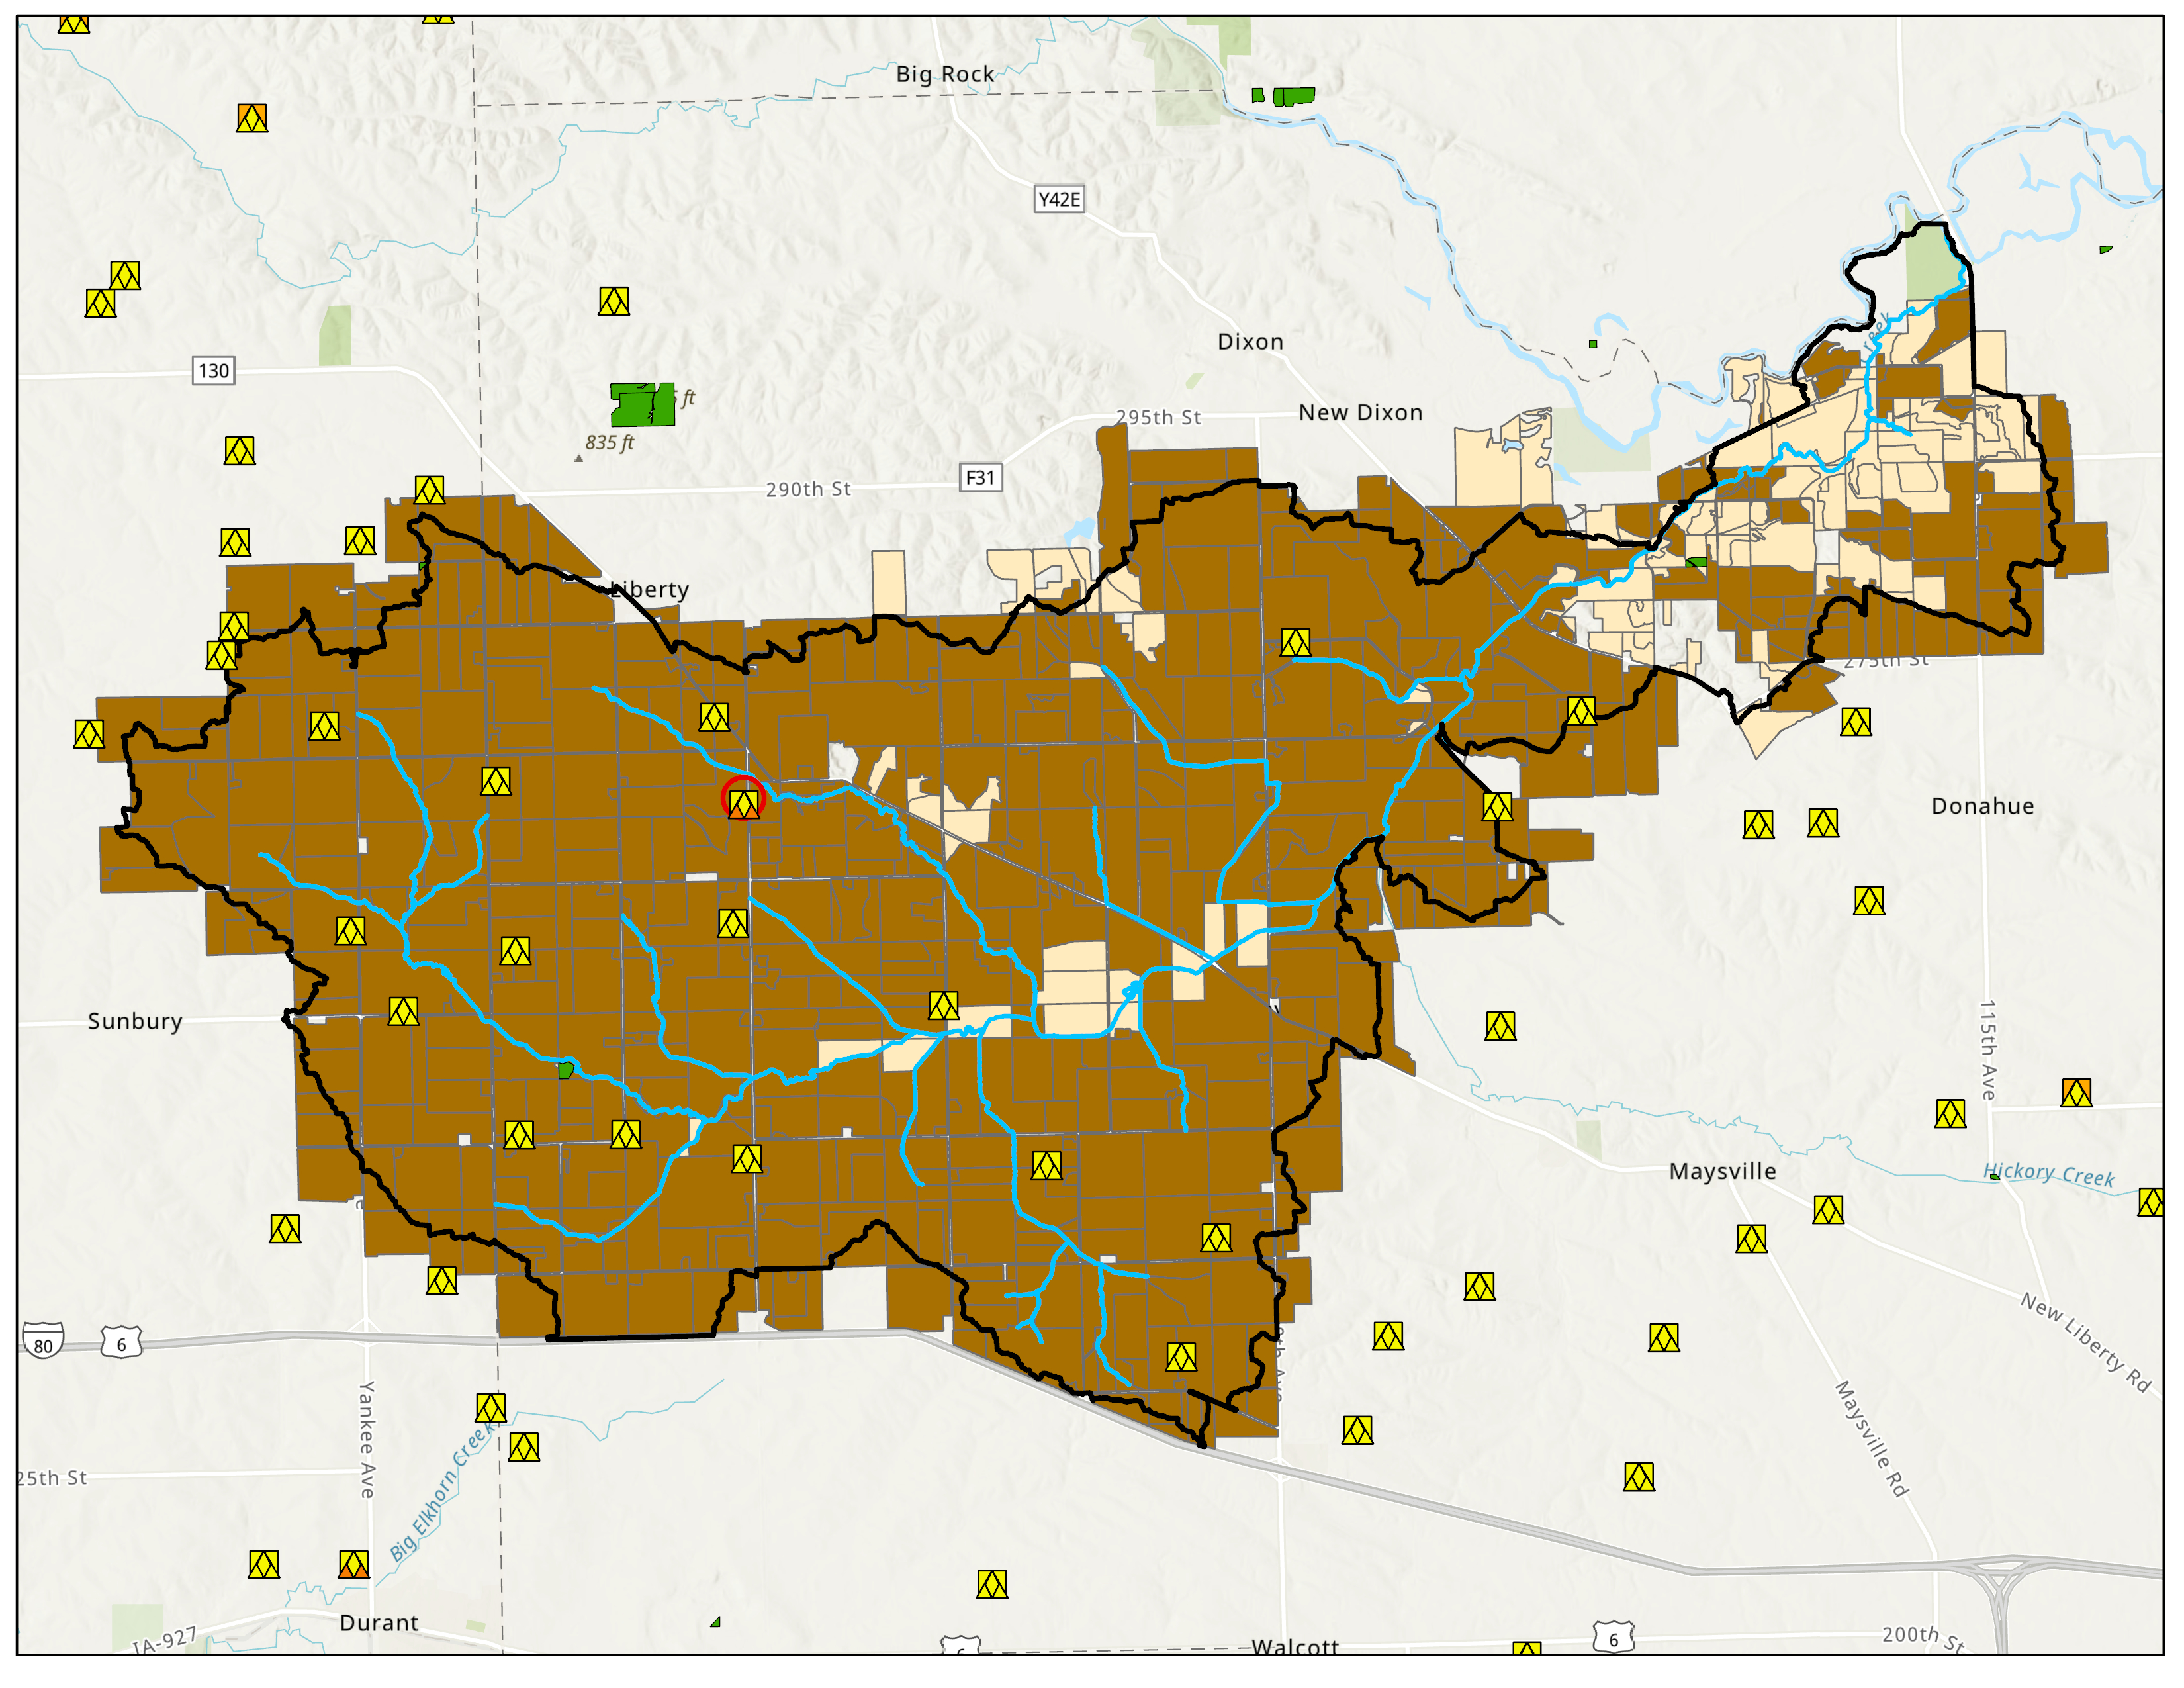 Big Rock
Y42E
Dixon
130
5 ft
New Dixon
295th St
835 ft
F31
290th St
Liberty
275th St
Donahue
Sunbury
115th Ave
Maysville
Hickory Creek
New Liberty Rd
80
6
Yankee Ave
Maysville Rd
25th St
Big Elkhorn Creek
Durant
IA-927
Walcott
6
200th St